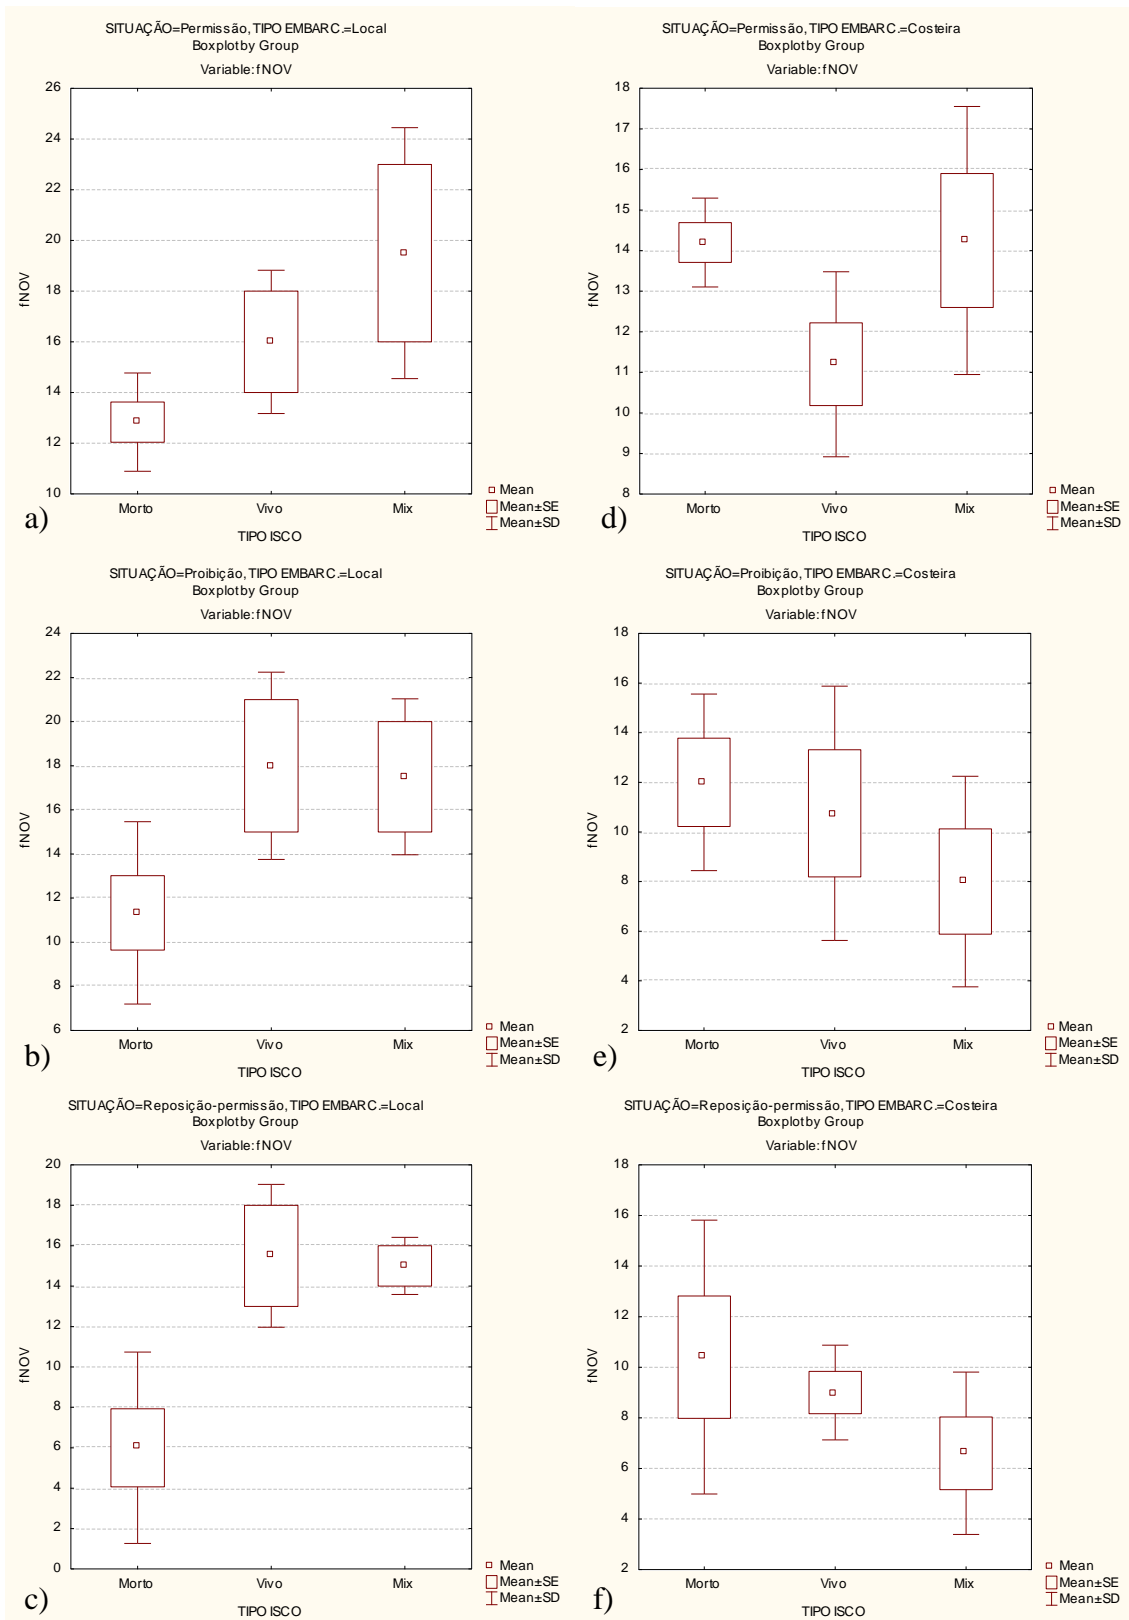 SITUAÇÃO=Permissão, TIPO EMBARC.=Local
Boxplot by Group
Variable: fNOV
26
24
22
20
18
16
14
12
10
fNOV
Morto Vivo Mix
TIPO ISCO
Mean
Mean±SE
Mean±SD
a)
SITUAÇÃO=Permissão, TIPO EMBARC.=Costeira
Boxplot by Group
Variable: fNOV
18
17
16
15
14
13
12
11
10
9
8
fNOV
Morto Vivo Mix
TIPO ISCO
Mean
Mean±SE
Mean±SD
d)
SITUAÇÃO=Proibição, TIPO EMBARC.=Local
Boxplot by Group
Variable: fNOV
24
22
20
18
16
14
12
10
8
6
fNOV
Morto Vivo Mix
TIPO ISCO
Mean
Mean±SE
Mean±SD
b)
SITUAÇÃO=Proibição, TIPO EMBARC.=Costeira
Boxplot by Group
Variable: fNOV
18
16
14
12
10
8
6
4
2
fNOV
Morto Vivo Mix
TIPO ISCO
Mean
Mean±SE
Mean±SD
e)
SITUAÇÃO=Reposição-permissão, TIPO EMBARC.=Local
Boxplot by Group
Variable: fNOV
20
18
16
14
12
10
8
6
4
2
0
fNOV
Morto Vivo Mix
TIPO ISCO
Mean
Mean±SE
Mean±SD
c)
SITUAÇÃO=Reposição-permissão, TIPO EMBARC.=Costeira
Boxplot by Group
Variable: fNOV
18
16
14
12
10
8
6
4
2
fNOV
Morto Vivo Mix
TIPO ISCO
Mean
Mean±SE
Mean±SD
f)